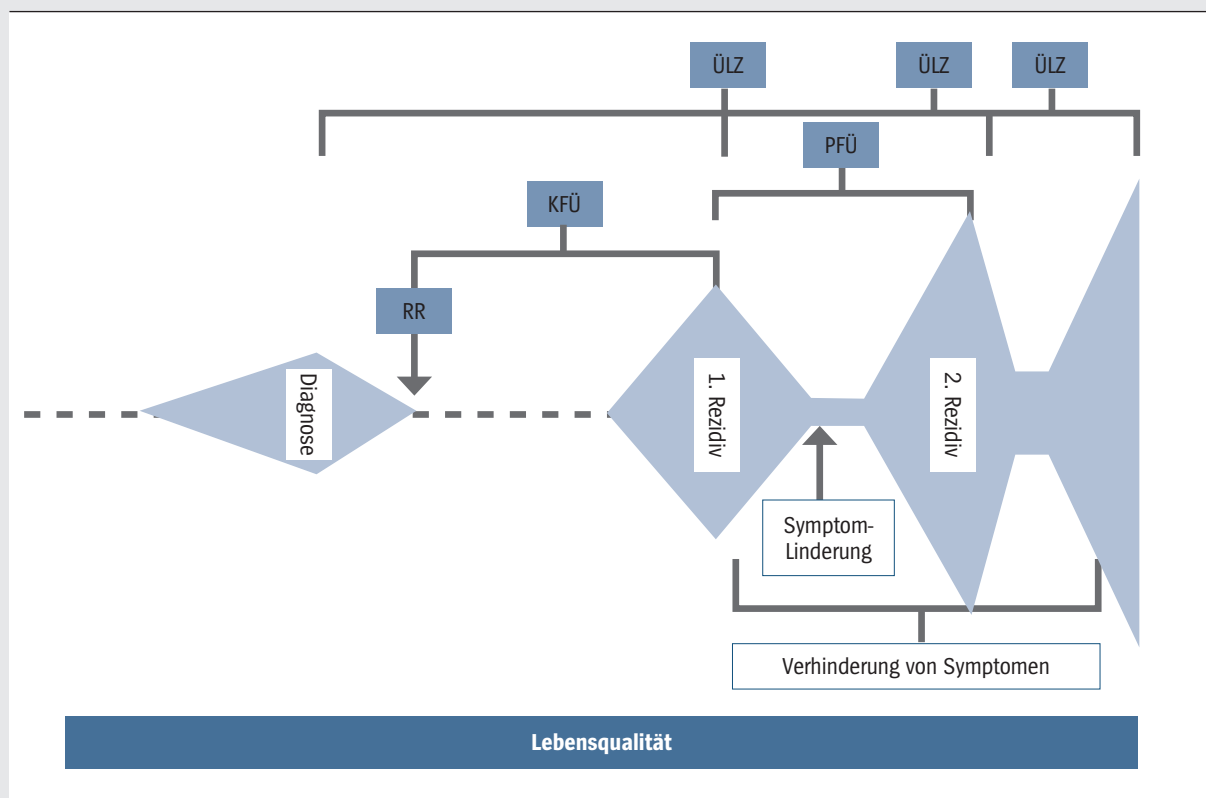 ÜLZ
ÜLZ
ÜLZ
PFÜ
KFÜ
RR
Diagnose
1. Rezidiv
2. Rezidiv
Symptom-
Linderung
Verhinderung von Symptomen
Lebensqualität